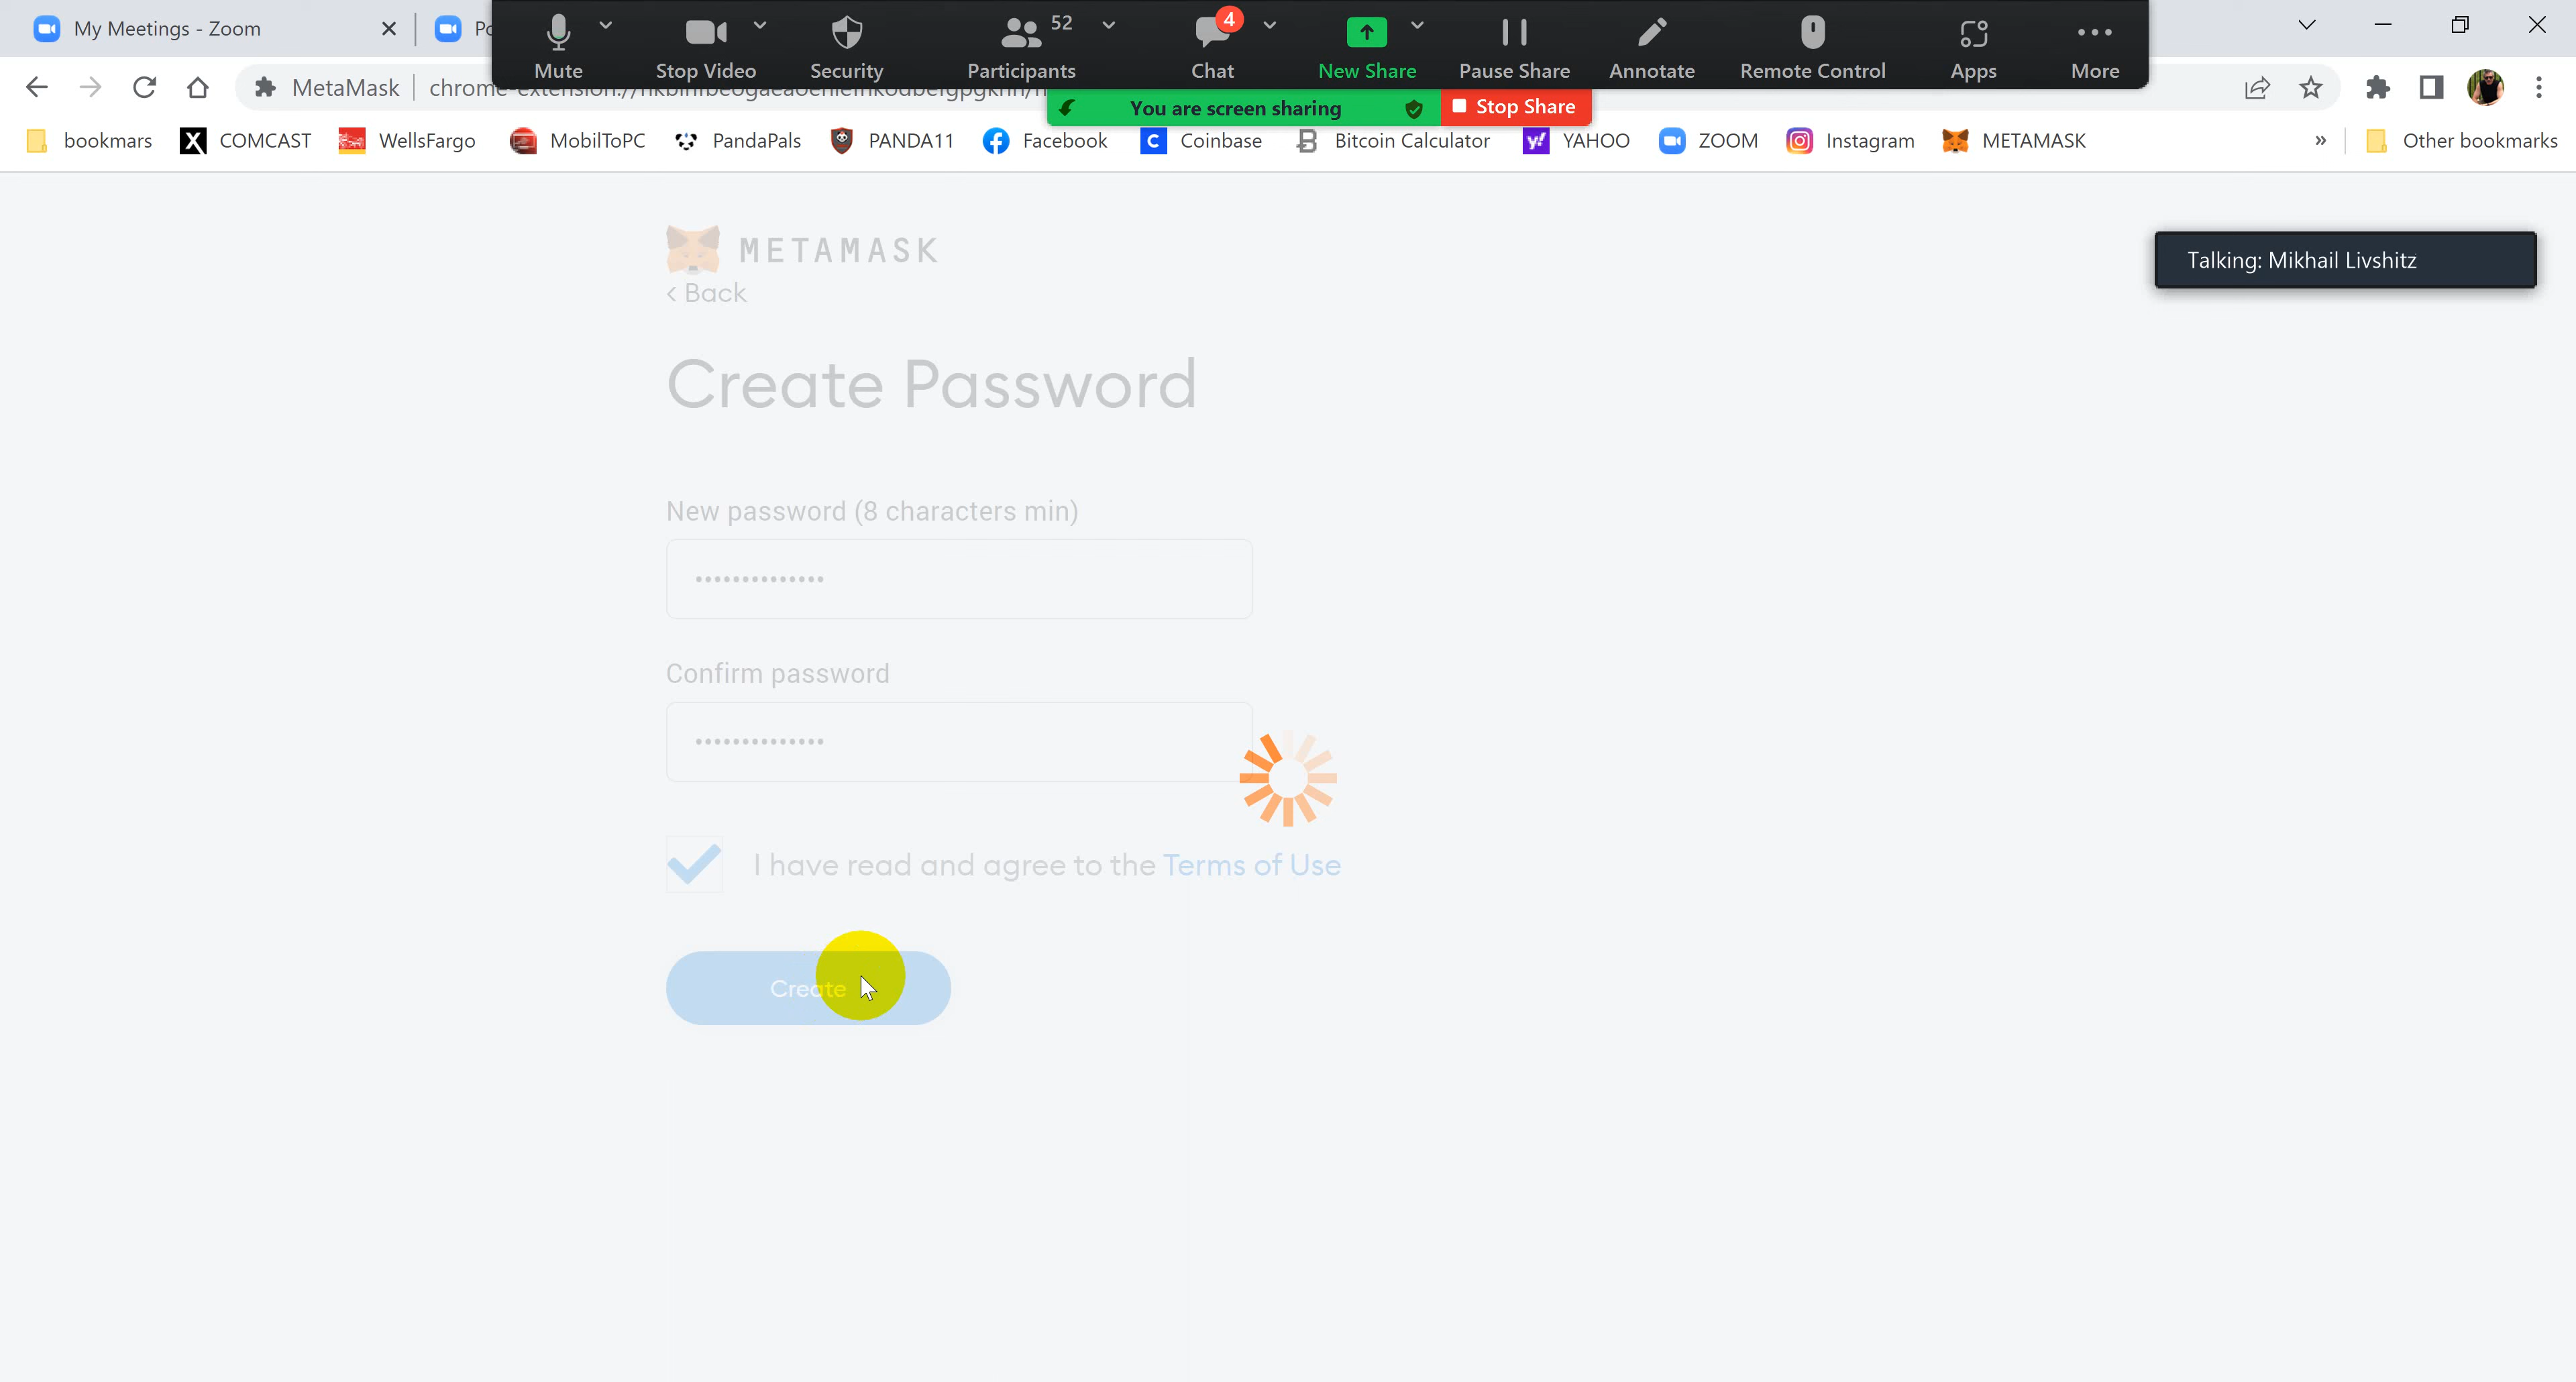 My Meetings - Zoom
Mute
Stop Video
Security
52
Participants
4
Chat
New Share
Pause Share
Annotate
Remote Control
Apps
More
MetaMask
You are screen sharing
Stop Share
bookmars
COMCAST
WellsFargo
MobilToPC
PandaPals
PANDA11
Facebook
Coinbase
Bitcoin Calculator
YAHOO
ZOOM
Instagram
METAMASK
»
Other bookmarks
METAMASK
Talking: Mikhail Livshitz
< Back
Create Password
New password (8 characters min)
••••••••••••••
Confirm password
••••••••••••••
I have read and agree to the Terms of Use
Create